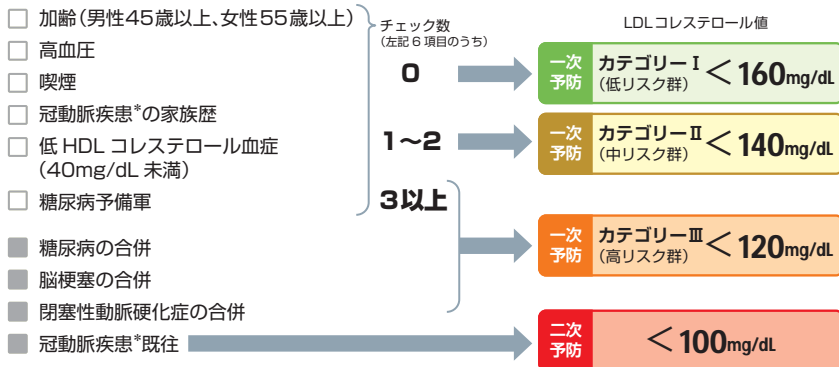 加齢（男性45歳以上、女性55歳以上）
高血圧
喫煙
冠動脈疾患*の家族歴
低 HDL コレステロール血症
（40mg/dL 未満）
糖尿病予備軍
糖尿病の合併
脳梗塞の合併
閉塞性動脈硬化症の合併
冠動脈疾患*既往
チェック数
（左記6項目のうち）
0
1〜2
3以上
LDLコレステロール値
一次
予防
カテゴリーⅠ
（低リスク群）
＜160mg/dL
一次
予防
カテゴリーⅡ
（中リスク群）
＜140mg/dL
一次
予防
カテゴリーⅢ
（高リスク群）
＜120mg/dL
二次
予防
＜100mg/dL